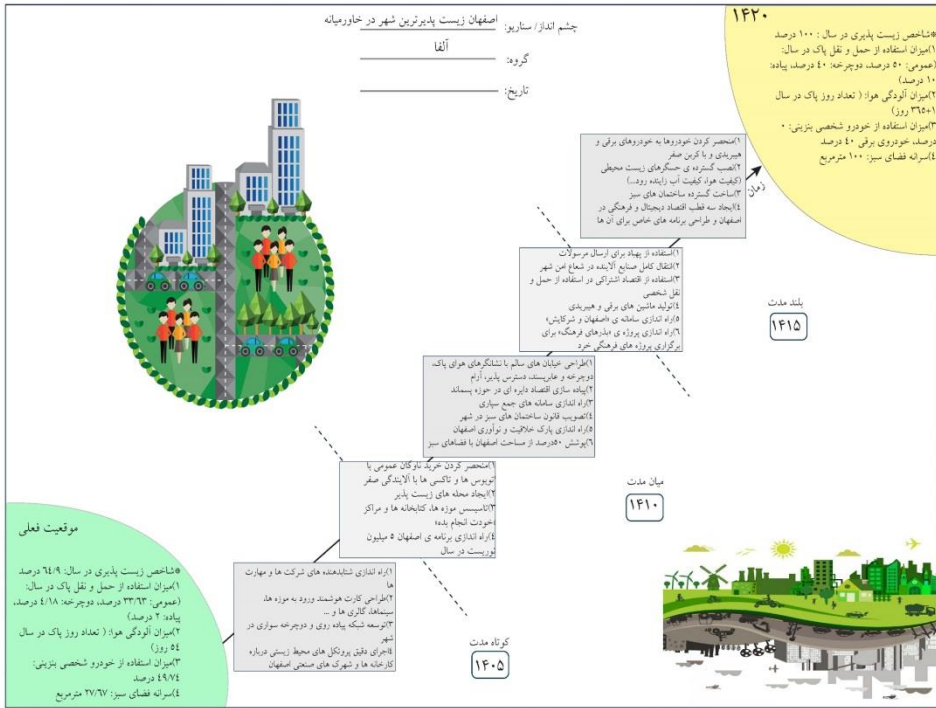 چشم انداز/ سناریو: اصفهان زیست پذیرترین شهر در خاورمیانه
گروه: آلفا
تاریخ:
۱۴۲۰
*شاخص زیست پذیری در سال : ۱۰۰ درصد
۱)میزان استفاده از حمل و نقل پاک در سال:
(عمومی: ۵۰ درصد، دوچرخه: ۴۰ درصد، پیاده:
۱۰ درصد)
۲)میزان آلودگی هوا: ( تعداد روز پاک در سال
۳۶۵+۱ روز)
۳)میزان استفاده از خودرو شخصی بنزینی: ۰
درصد، خودروی برقی ۴۰ درصد
۴)سرانه فضای سبز: ۱۰۰ مترمربع
زمان
۱)منحصر کردن خودروها به خودروهای برقی و
هیبریدی و با کربن صفر
۲)نصب گسترده ی حسگرهای زیست محیطی
(کیفیت هوا، کیفیت آب زاینده رود...)
۳)ساخت گسترده ساختمان های سبز
۴)ایجاد سه قطب اقتصاد دیجیتال و فرهنگی در
اصفهان و طراحی برنامه های خاص برای آن ها
۱)استفاده از پهپاد برای ارسال مرسولات
۲)انتقال کامل صنایع آلاینده در شعاع امن شهر
۳)استفاده از اقتصاد اشتراکی در استفاده از حمل و
نقل شخصی
۴)تولید ماشین های برقی و هیبریدی
۵)راه اندازی سامانه ی «اصفهان و شرکایش»
۶)راه اندازی پروژه ی «بذرهای فرهنگ» برای
برگزاری پروژه های فرهنگی خرد
بلند مدت
۱۴۱۵
۱)طراحی خیابان های سالم با نشانگرهای هوای پاک،
دوچرخه و عابرپسند، دسترس پذیر، آرام
۲)پیاده سازی اقتصاد دایره ای در حوزه پسماند
۳)راه اندازی سامانه های جمع سپاری
۴)تصویب قانون ساختمان های سبز در شهر
۵)راه اندازی پارک خلاقیت و نوآوری اصفهان
۶)پوشش ۵۰درصد از مساحت اصفهان با فضاهای سبز
میان مدت
۱۴۱۰
۱)منحصر کردن خرید ناوگان عمومی با
اتوبوس ها و تاکسی ها با آلایندگی صفر
۲)ایجاد محله های زیست پذیر
۳)تاسیس موزه ها، کتابخانه ها و مراکز
«خودت انجام بده»
۴)راه اندازی برنامه ی اصفهان ۵ میلیون
توریست در سال
۱)راه اندازی شتابدهنده های شرکت ها و مهارت
ها
۲)طراحی کارت هوشمند ورود به موزه ها،
سینماها، گالری ها و ...
۳)توسعه شبکه پیاده روی و دوچرخه سواری در
شهر
۴)اجرای دقیق پروتکل های محیط زیستی درباره
کارخانه ها و شهرک های صنعتی اصفهان
کوتاه مدت
۱۴۰۵
موقعیت فعلی
*شاخص زیست پذیری در سال: ۶۴/۹ درصد
۱)میزان استفاده از حمل و نقل پاک در سال:
(عمومی: ۳۳/۶۳ درصد، دوچرخه: ۴/۱۸ درصد،
پیاده: ۲ درصد)
۲)میزان آلودگی هوا: ( تعداد روز پاک در سال
۵۴ روز)
۳)میزان استفاده از خودرو شخصی بنزینی:
۴۹/۷۴ درصد
۴)سرانه فضای سبز: ۲۷/۶۷ مترمربع